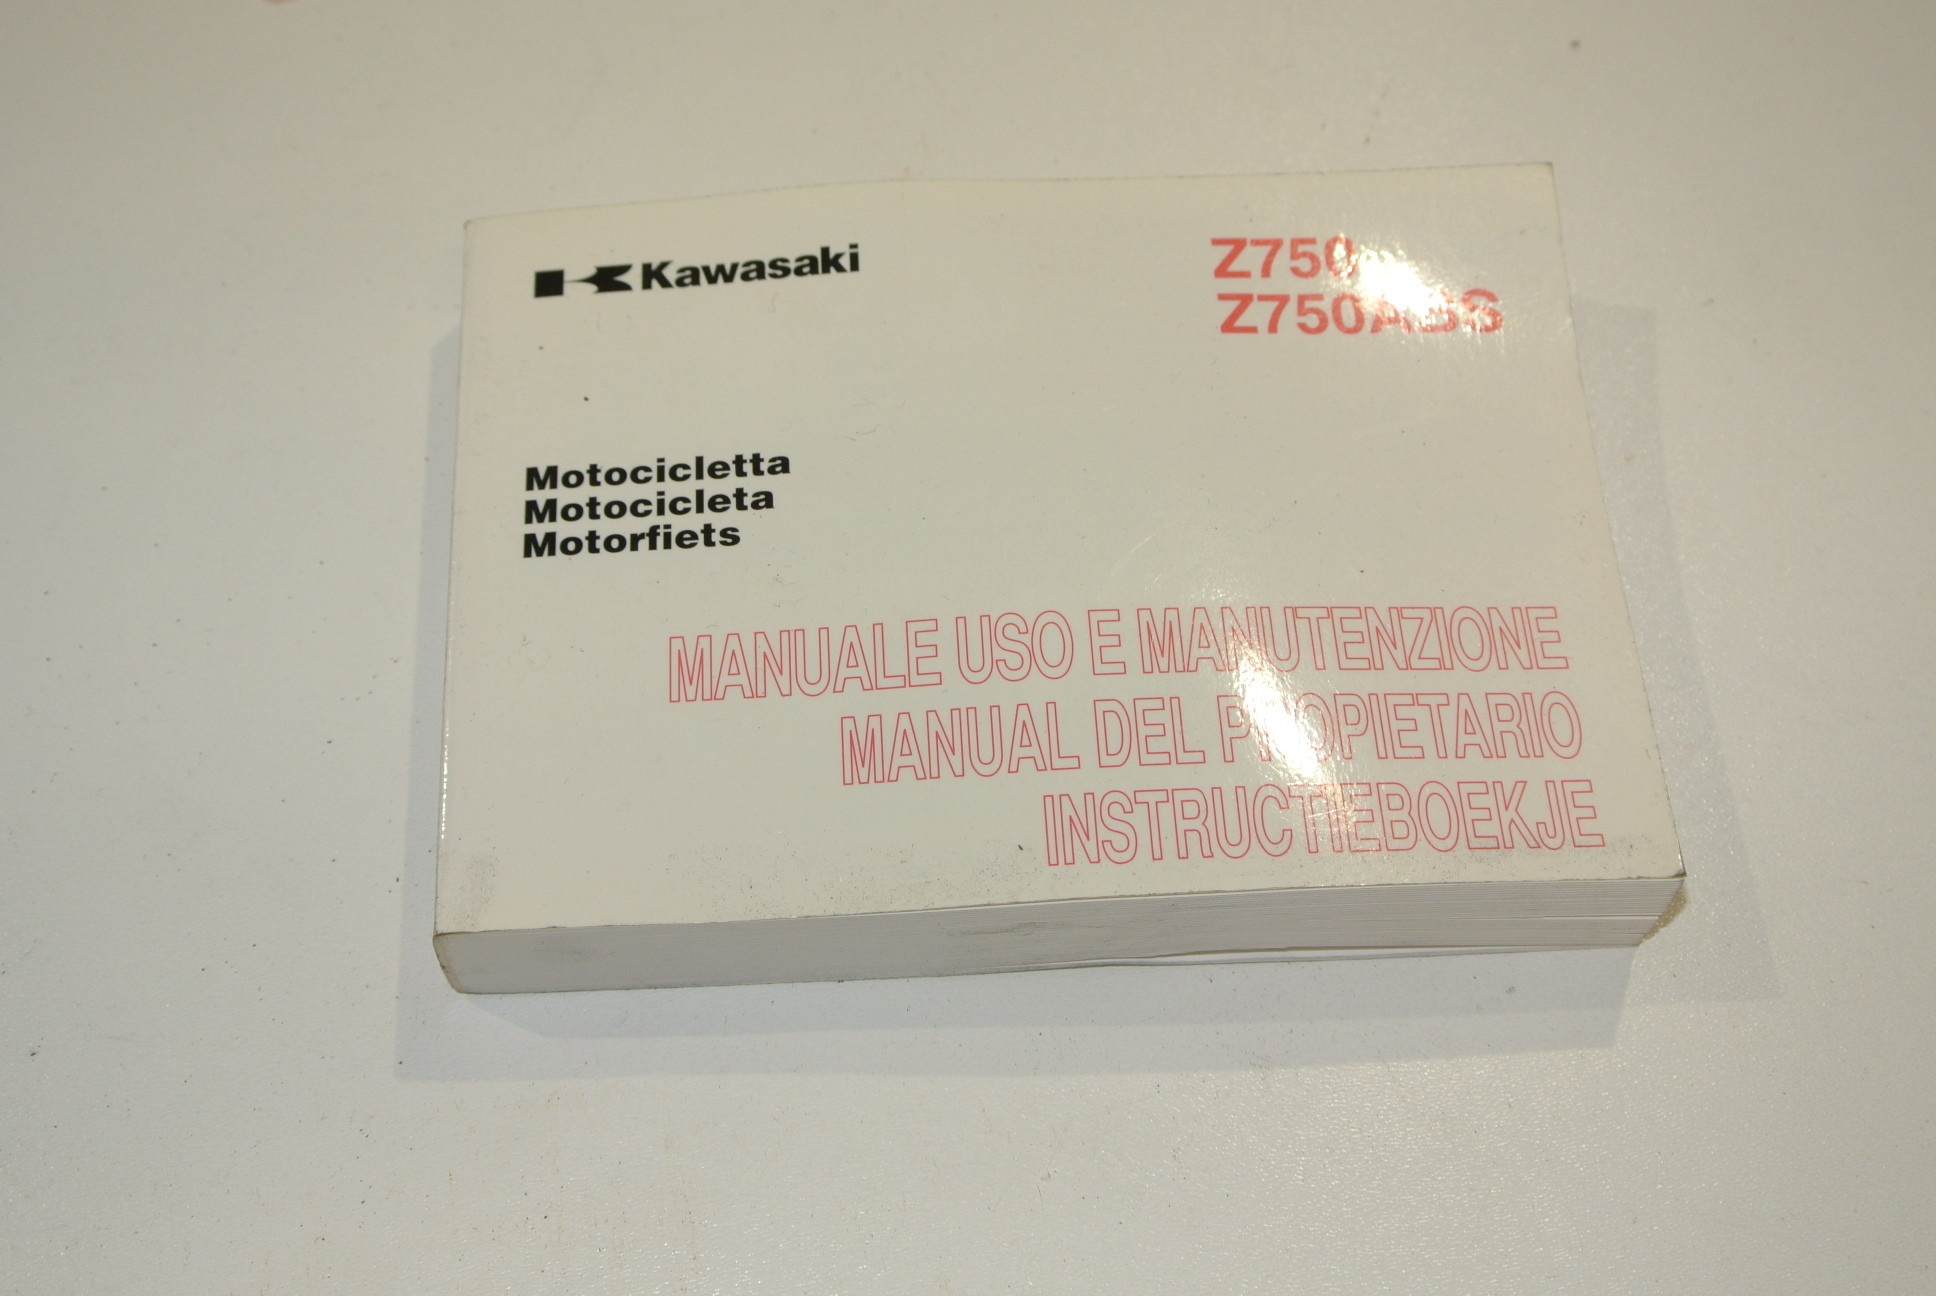 Kawasaki
Z750
Z750ABS
Motocicletta
Motocicleta
Motorfiets
MANUALE USO E MANUTENZIONE
MANUAL DEL PROPIETARIO
INSTRUCTIEBOEKJE